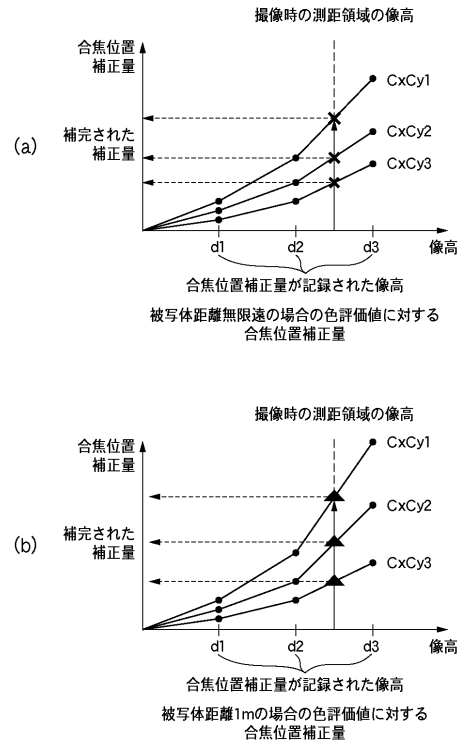 撮像時の測距領域の像高
合焦位置
補正量
CxCy1
(a)
補完された
補正量
CxCy2
CxCy3
d1
d2
d3
像高
合焦位置補正量が記録された像高
被写体距離無限遠の場合の色評価値に対する
合焦位置補正量
撮像時の測距領域の像高
合焦位置
補正量
CxCy1
(b)
補完された
補正量
CxCy2
CxCy3
d1
d2
d3
像高
合焦位置補正量が記録された像高
被写体距離1mの場合の色評価値に対する
合焦位置補正量